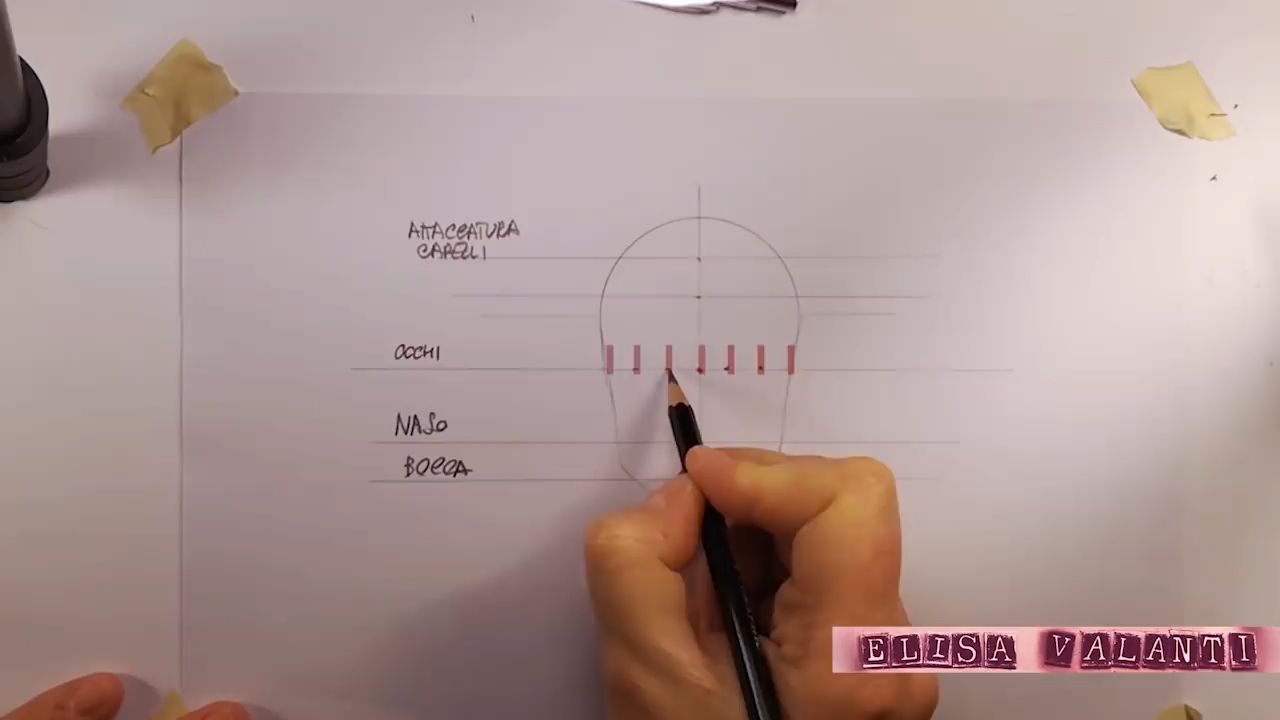 ATTACCATURA
CAPELLI
OCCHI
NASO
BOCCA
ELISA VALANTI